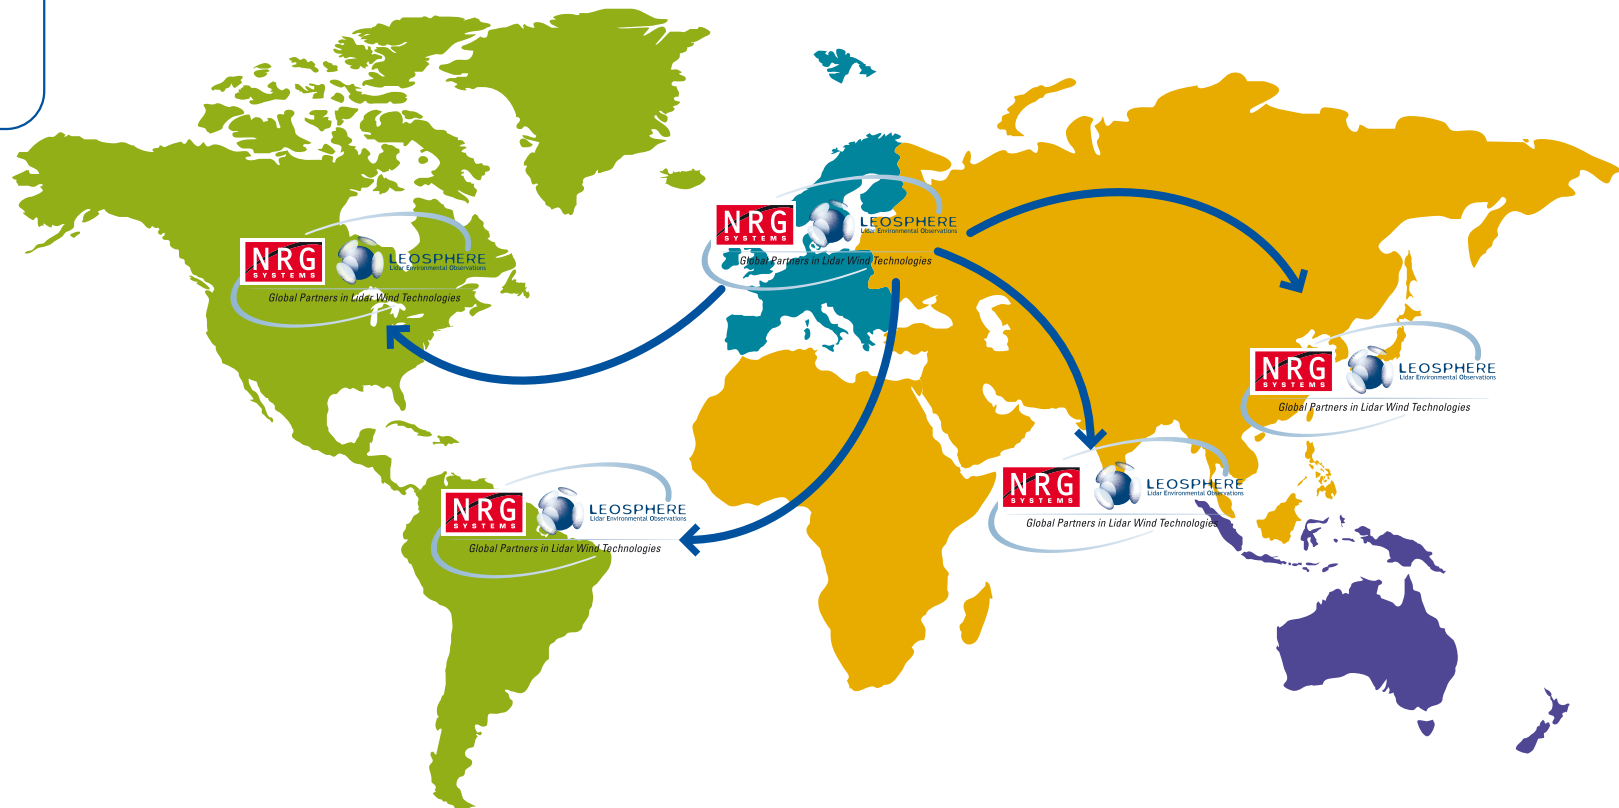 NRG
SYSTEMS
LEOSPHERE
Lidar Environmental Observations
Global Partners in Lidar Wind Technologies
NRG
SYSTEMS
LEOSPHERE
Lidar Environmental Observations
Global Partners in Lidar Wind Technologies
NRG
SYSTEMS
LEOSPHERE
Lidar Environmental Observations
Global Partners in Lidar Wind Technologies
NRG
SYSTEMS
LEOSPHERE
Lidar Environmental Observations
Global Partners in Lidar Wind Technologies
NRG
SYSTEMS
LEOSPHERE
Lidar Environmental Observations
Global Partners in Lidar Wind Technologies